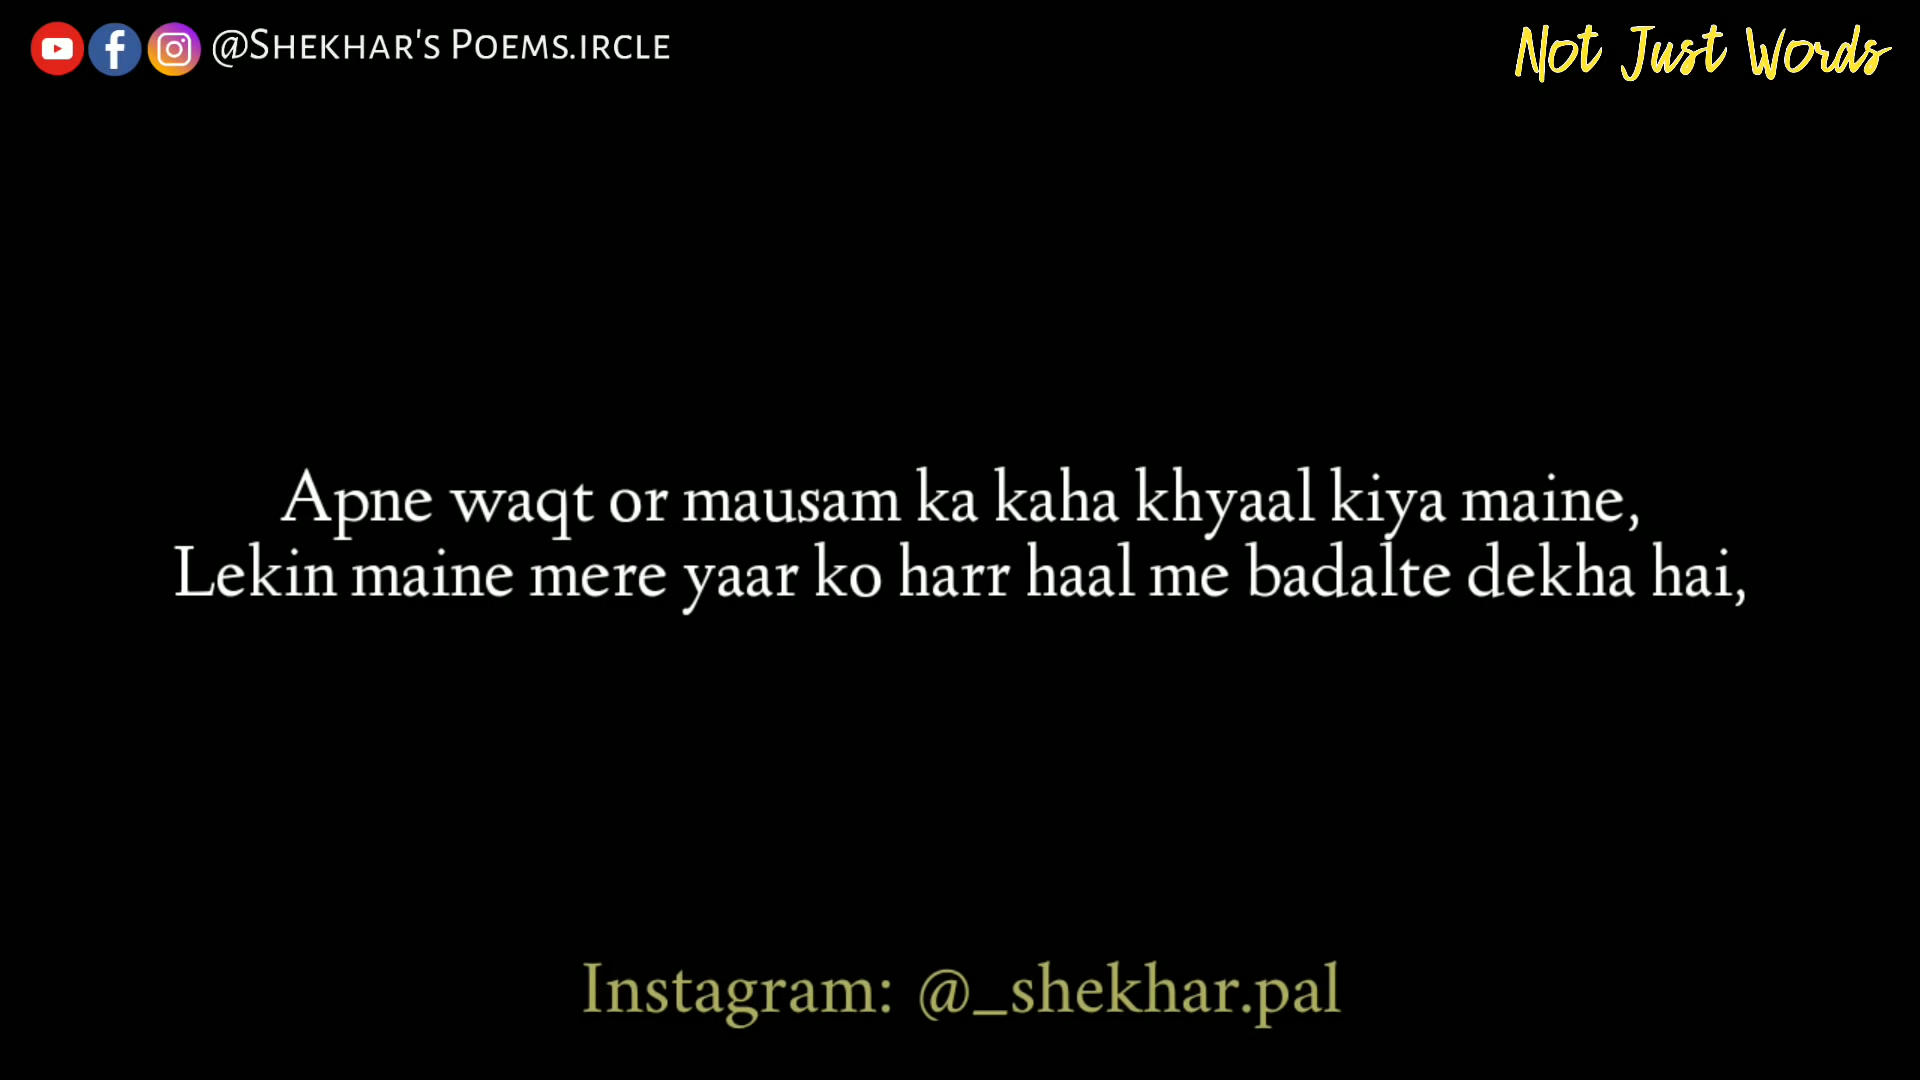 @Shekhar's Poems.ircle
Not Just Words
Apne waqt or mausam ka kaha khyaal kiya maine,
Lekin maine mere yaar ko harr haal me badalte dekha hai,
Instagram: @_shekhar.pal